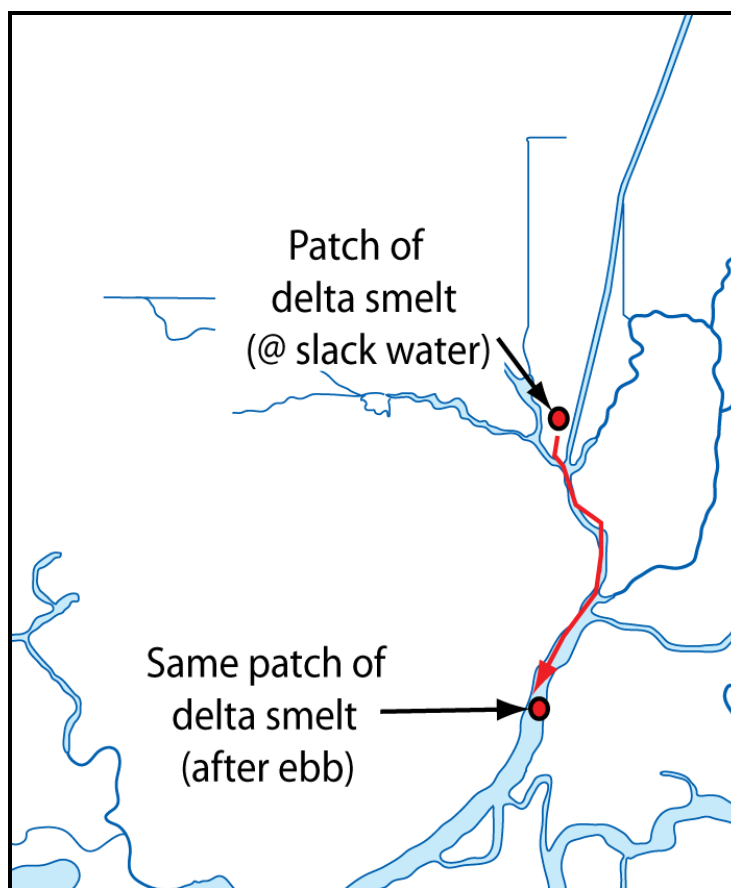 Patch of
delta smelt
(@ slack water)
Same patch of
delta smelt
(after ebb)